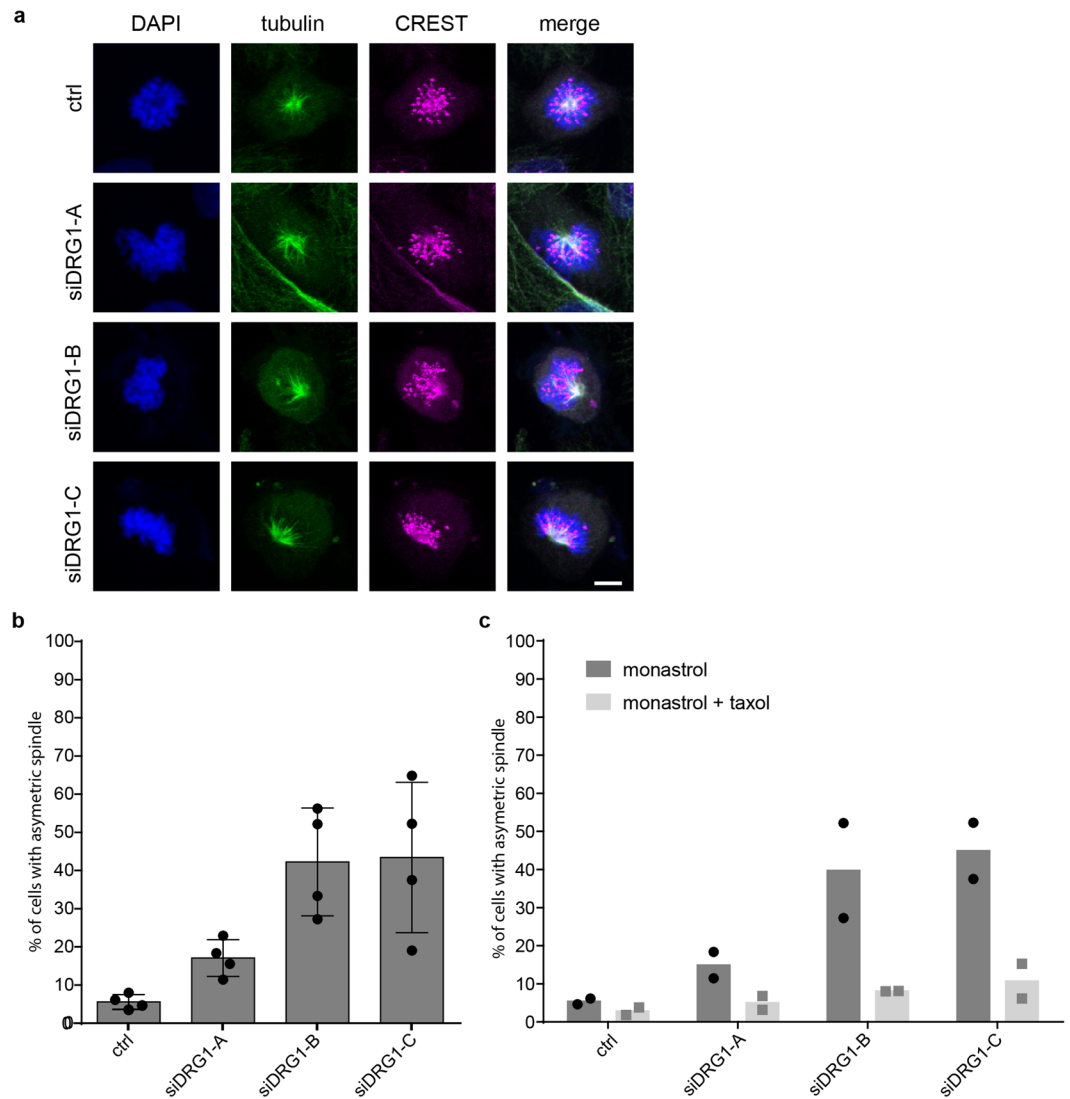 a
DAPI tubulin CREST merge
ctrl
siDRG1-A
siDRG1-B
siDRG1-C
b
% of cells with asymetric spindle
100
90
80
70
60
50
40
30
20
10
0
ctrl siDRG1-A siDRG1-B siDRG1-C
c
% of cells with asymetric spindle
100
90
80
70
60
50
40
30
20
10
0
monastrol
monastrol + taxol
ctrl siDRG1-A siDRG1-B siDRG1-C